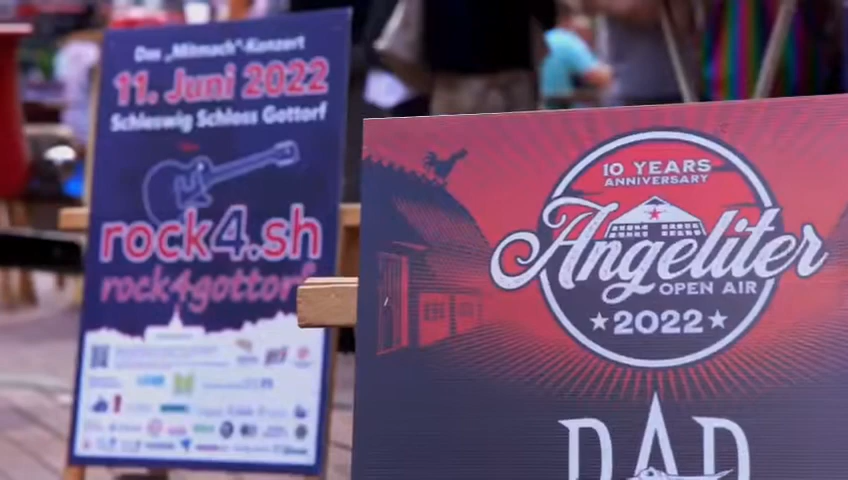 Das „Mitmach"-Konzert
11. Juni 2022
Schleswig Schloss Gottorf
rock4.sh
rock4gottorf
10 YEARS
ANNIVERSARY
Angeliter
OPEN AIR
2022
DAD